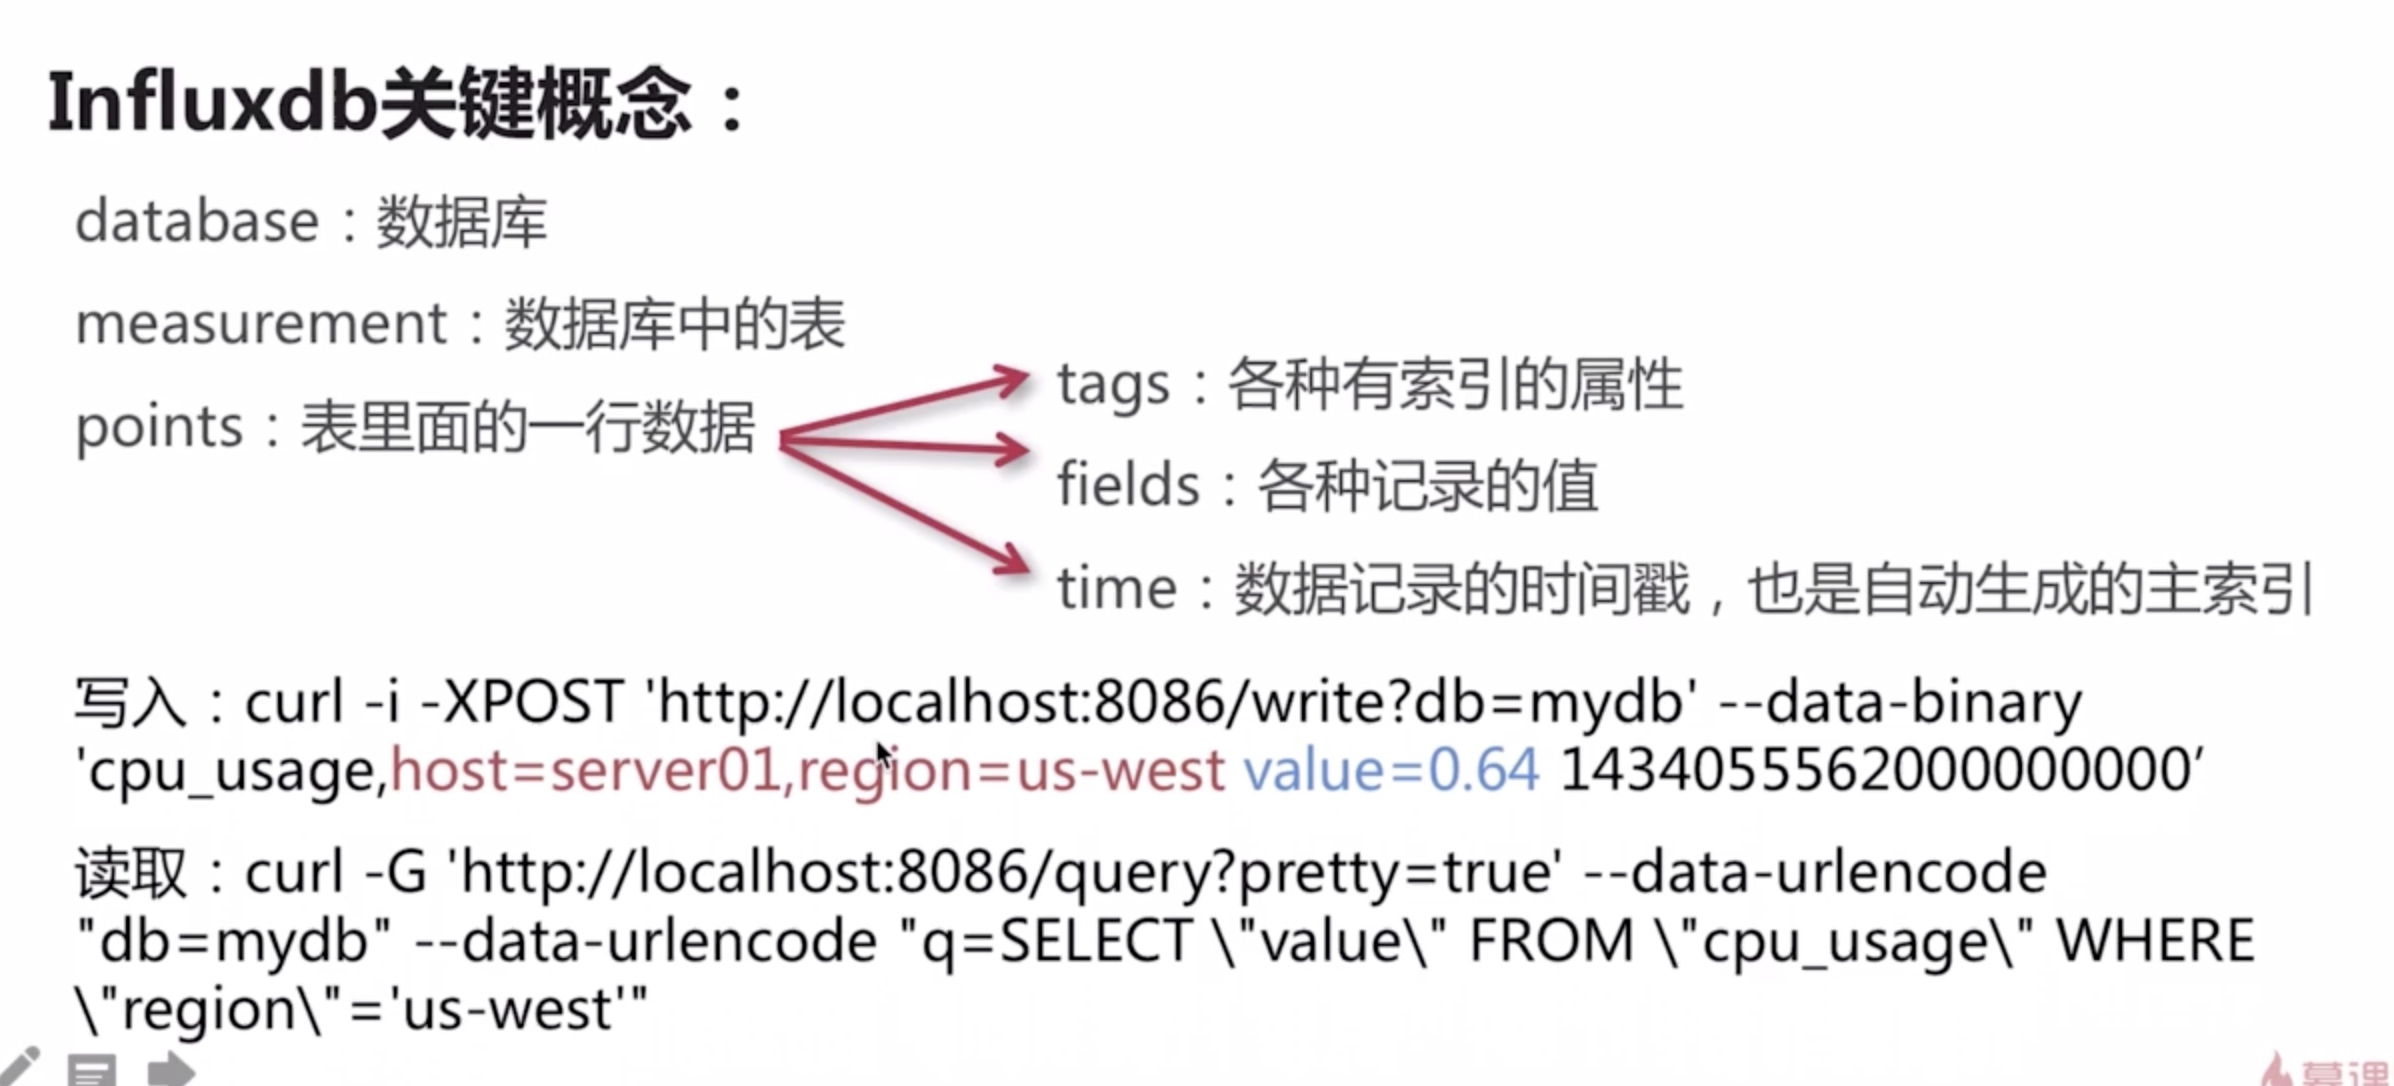 Influxdb关键概念：
database：数据库
measurement：数据库中的表
points：表里面的一行数据
tags：各种有索引的属性
fields：各种记录的值
time：数据记录的时间戳，也是自动生成的主索引
写入：curl -i -XPOST 'http://localhost:8086/write?db=mydb' --data-binary
'cpu_usage,host=server01,region=us-west value=0.64 1434055562000000000’
读取：curl -G 'http://localhost:8086/query?pretty=true' --data-urlencode
"db=mydb" --data-urlencode "q=SELECT \"value\" FROM \"cpu_usage\" WHERE
\"region\"='us-west'"
慕课